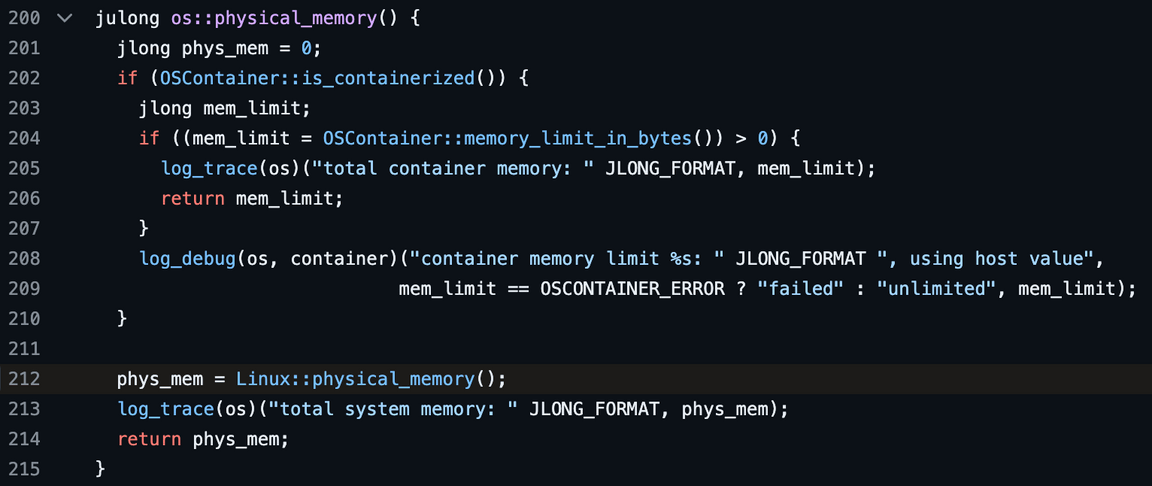 200 julong os::physical_memory() {
201   jlong phys_mem = 0;
202   if (OSContainer::is_containerized()) {
203     jlong mem_limit;
204     if ((mem_limit = OSContainer::memory_limit_in_bytes()) > 0) {
205       log_trace(os)("total container memory: " JLONG_FORMAT, mem_limit);
206       return mem_limit;
207     }
208     log_debug(os, container)("container memory limit %s: " JLONG_FORMAT ", using host value",
209                             mem_limit == OSCONTAINER_ERROR ? "failed" : "unlimited", mem_limit);
210   }
211
212   phys_mem = Linux::physical_memory();
213   log_trace(os)("total system memory: " JLONG_FORMAT, phys_mem);
214   return phys_mem;
215 }